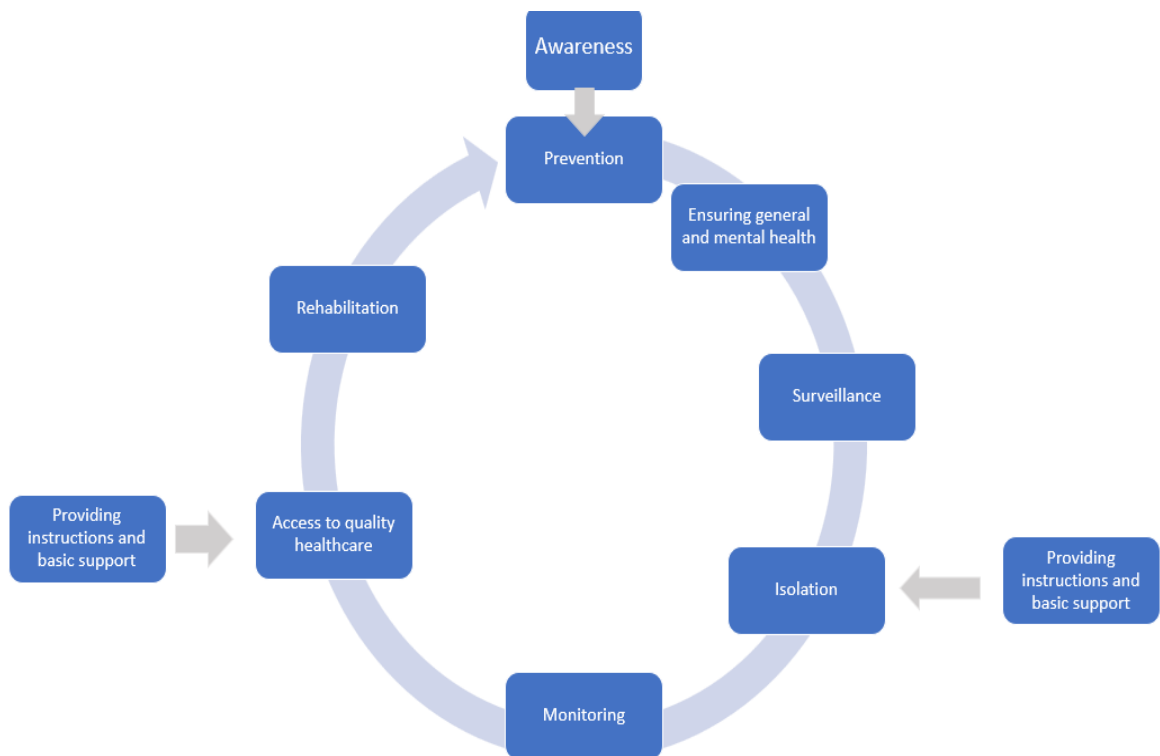 Awareness
Prevention
Ensuring general
and mental health
Rehabilitation
Surveillance
Providing
instructions and
basic support
Access to quality
healthcare
Isolation
Providing
instructions and
basic support
Monitoring